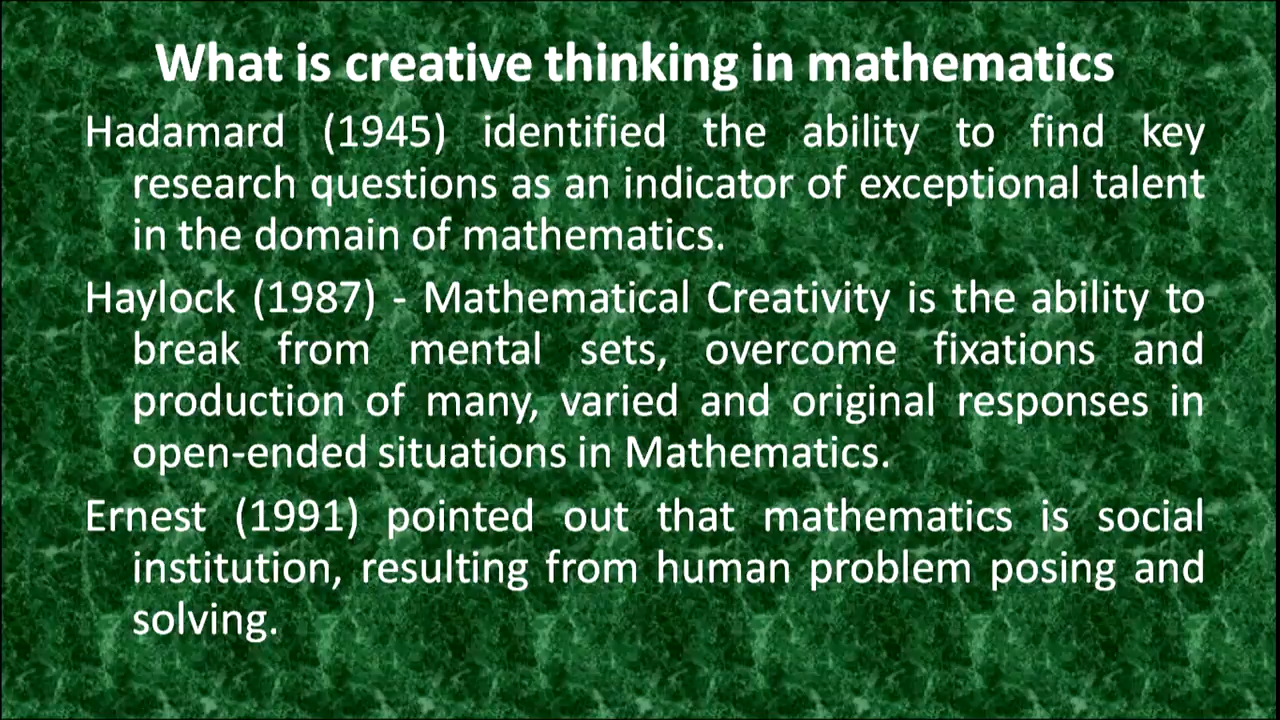 What is creative thinking in mathematics
Hadamard (1945) identified the ability to find key
research questions as an indicator of exceptional talent
in the domain of mathematics.
Haylock (1987) - Mathematical Creativity is the ability to
break from mental sets, overcome fixations and
production of many, varied and original responses in
open-ended situations in Mathematics.
Ernest (1991) pointed out that mathematics is social
institution, resulting from human problem posing and
solving.